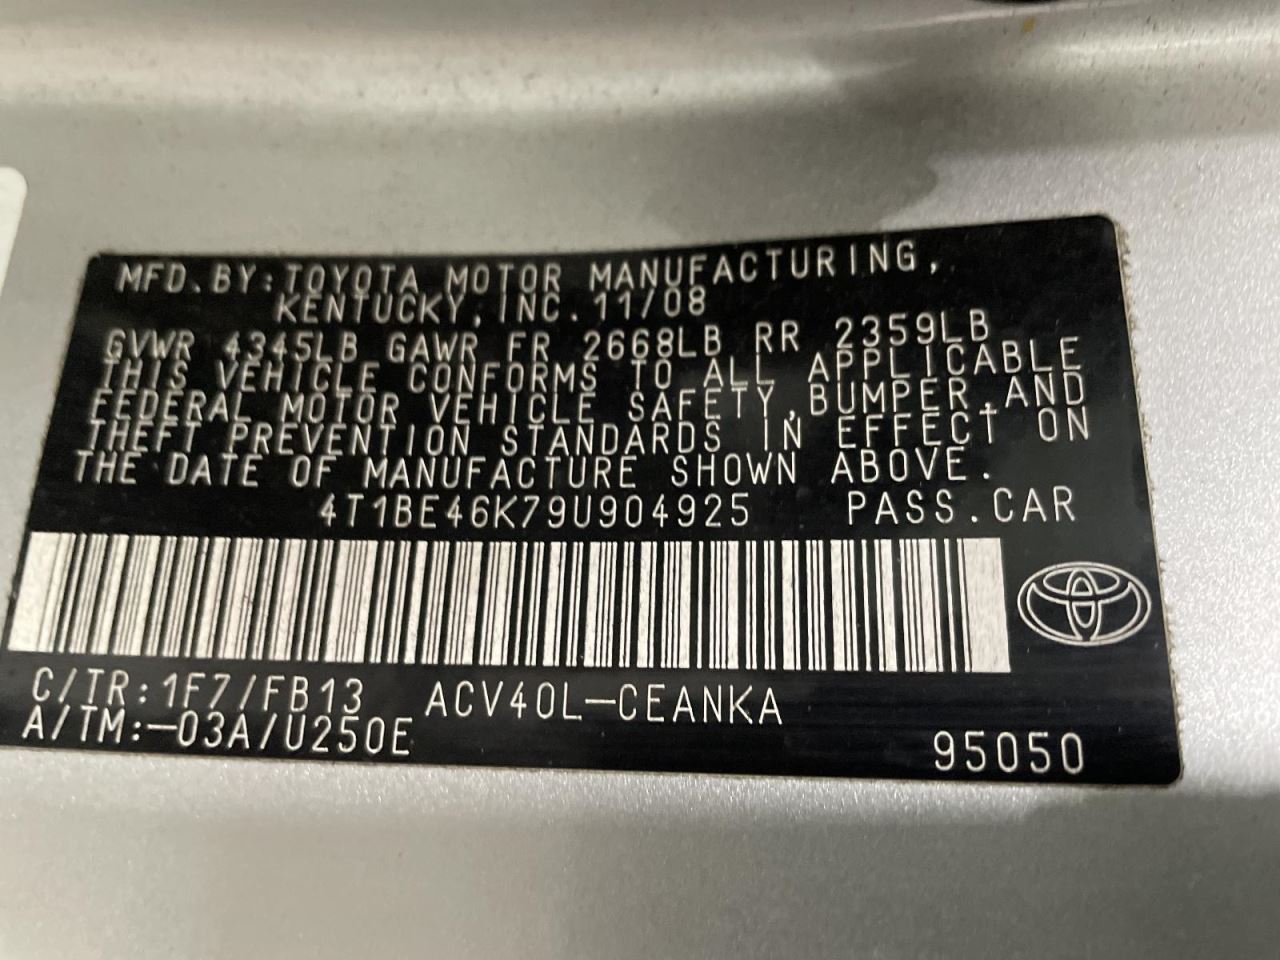 MFD.BY:TOYOTA MOTOR MANUFACTURING,
KENTUCKY,INC.11/08
GVWR 4345LB GAWR FR 2668LB RR 2359LB
THIS VEHICLE CONFORMS TO ALL APPLICABLE
FEDERAL MOTOR VEHICLE SAFETY,BUMPER,AND
THEFT PREVENTION STANDARDS IN EFFECT ON
THE DATE OF MANUFACTURE SHOWN ABOVE.
4T1BE46K79U904925 PASS.CAR
C/TR:1F7/FB13 ACV40L-CEANKA
A/TM:-03A/U250E
95050